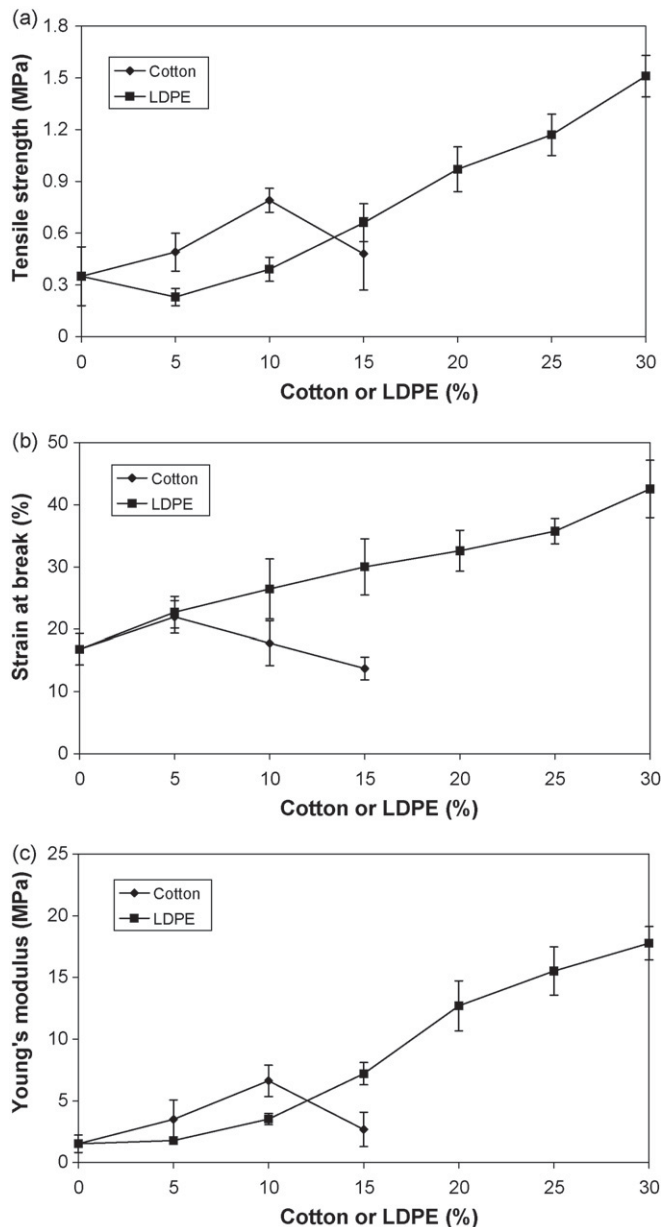 (a)
1.8
1.5
1.2
0.9
0.6
0.3
0
Tensile strength (MPa)
Cotton
LDPE
0 5 10 15 20 25 30
Cotton or LDPE (%)
(b)
50
40
30
20
10
0
Strain at break (%)
Cotton
LDPE
0 5 10 15 20 25 30
Cotton or LDPE (%)
(c)
25
20
15
10
5
0
Young's modulus (MPa)
Cotton
LDPE
0 5 10 15 20 25 30
Cotton or LDPE (%)